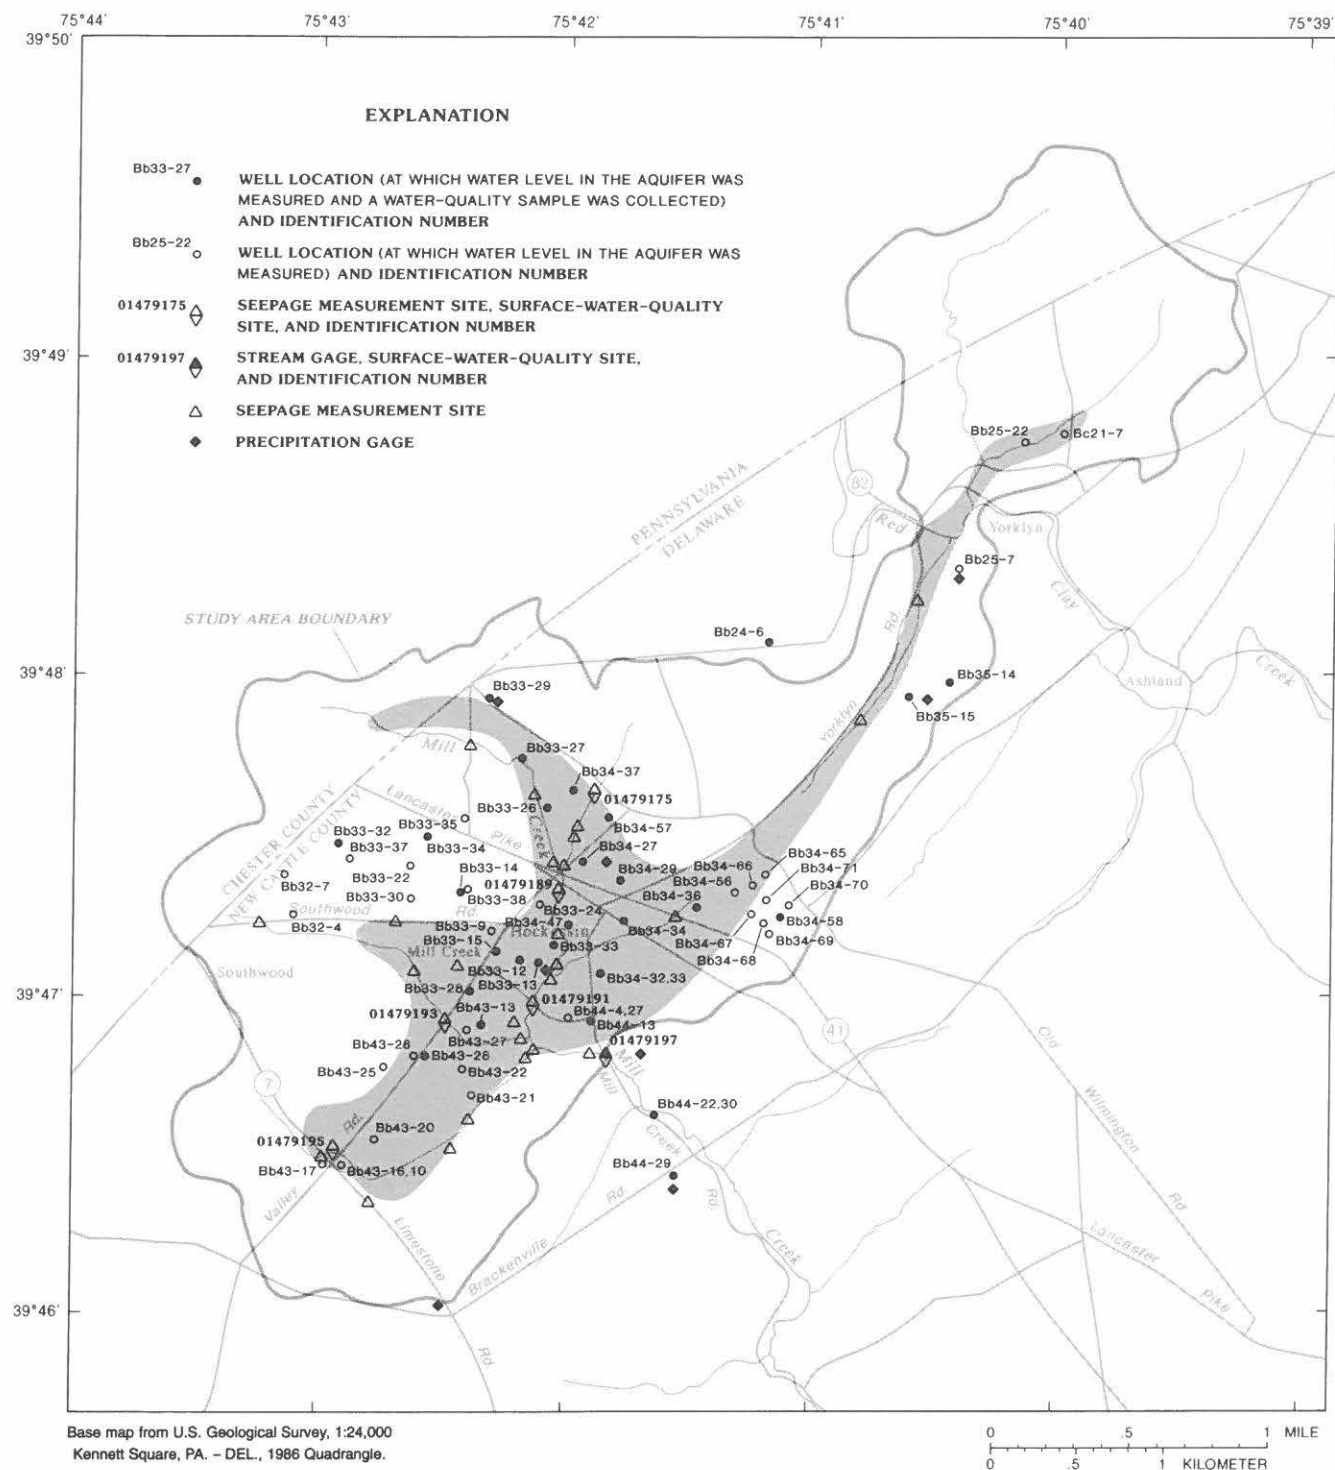 75°44' 75°43' 75°42' 75°41' 75°40' 75°39'
39°50'
EXPLANATION
Bb33-27
WELL LOCATION (AT WHICH WATER LEVEL IN THE AQUIFER WAS
MEASURED AND A WATER-QUALITY SAMPLE WAS COLLECTED)
AND IDENTIFICATION NUMBER
Bb25-22
WELL LOCATION (AT WHICH WATER LEVEL IN THE AQUIFER WAS
MEASURED) AND IDENTIFICATION NUMBER
01479175
SEEPAGE MEASUREMENT SITE, SURFACE-WATER-QUALITY
SITE, AND IDENTIFICATION NUMBER
01479197
STREAM GAGE, SURFACE-WATER-QUALITY SITE,
AND IDENTIFICATION NUMBER
SEEPAGE MEASUREMENT SITE
PRECIPITATION GAGE
39°49'
Bb25-22
Bc21-7
PENNSYLVANIA
DELAWARE
82
Red
Yorklyn
Bb25-7
Clay
Rd.
STUDY AREA BOUNDARY
Bb24-6
39°48'
Bb35-14
Ashland
Creek
Bb33-29
Bb35-15
Yorklyn
Mill
Bb33-27
Bb34-37
01479175
Lancaster
Bb33-26
CHESTER COUNTY
NEW CASTLE COUNTY
Bb33-35
Bb33-32
Pike
Creek
Bb34-57
Bb33-37
Bb33-34
Bb34-27
Bb34-65
Bb33-14
Bb34-29
Bb34-66
Bb34-71
Bb32-7
Bb33-22
01479189
Bb34-56
Bb34-70
Bb33-30
Bb33-38
Bb34-36
Southwood
Rd.
Bb33-24
Bb34-58
Bb32-4
Bb33-9
Bb34-47
Bb34-34
Bb34-67
Bb34-69
Bb33-15
Bb33-33
Bb34-68
Mill Creek
Southwood
Bb33-12
Bb34-32,33
39°47'
Bb33-28
Bb33-13
01479191
01479193
Bb43-13
Bb44-4,27
Bb44-13
41
Old
Bb43-27
01479197
Bb43-26
Bb43-28
Mill
Bb43-25
Bb43-22
Mill
7
Bb43-21
Bb44-22,30
Wilmington
Rd.
Bb43-20
Creek
01479195
Bb43-17
Bb43-16,10
Bb44-29
Valley
Rd.
Rd.
Rd.
Limestone
Creek
Lancaster
Brackenville
Pike
39°46'
Rd.
Base map from U.S. Geological Survey, 1:24,000
Kennett Square, PA. - DEL., 1986 Quadrangle.
0 .5 1 MILE
0 .5 1 KILOMETER